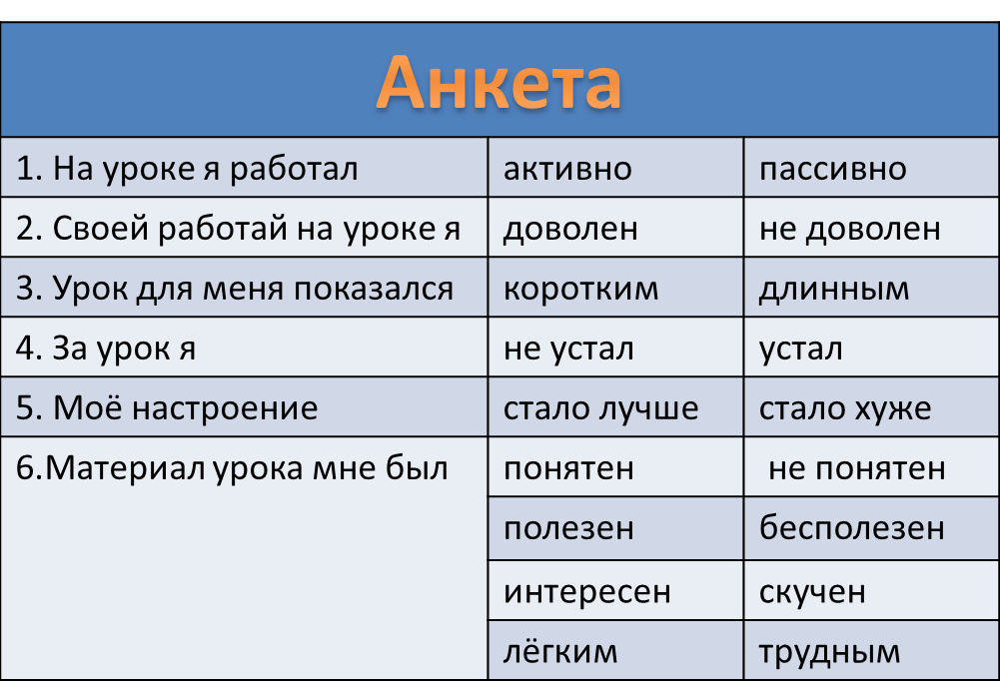 Анкета
1. На уроке я работал активно пассивно
2. Своей работай на уроке я доволен не доволен
3. Урок для меня показался коротким длинным
4. За урок я не устал устал
5. Моё настроение стало лучше стало хуже
6.Материал урока мне был понятен не понятен
полезен бесполезен
интересен скучен
лёгким трудным